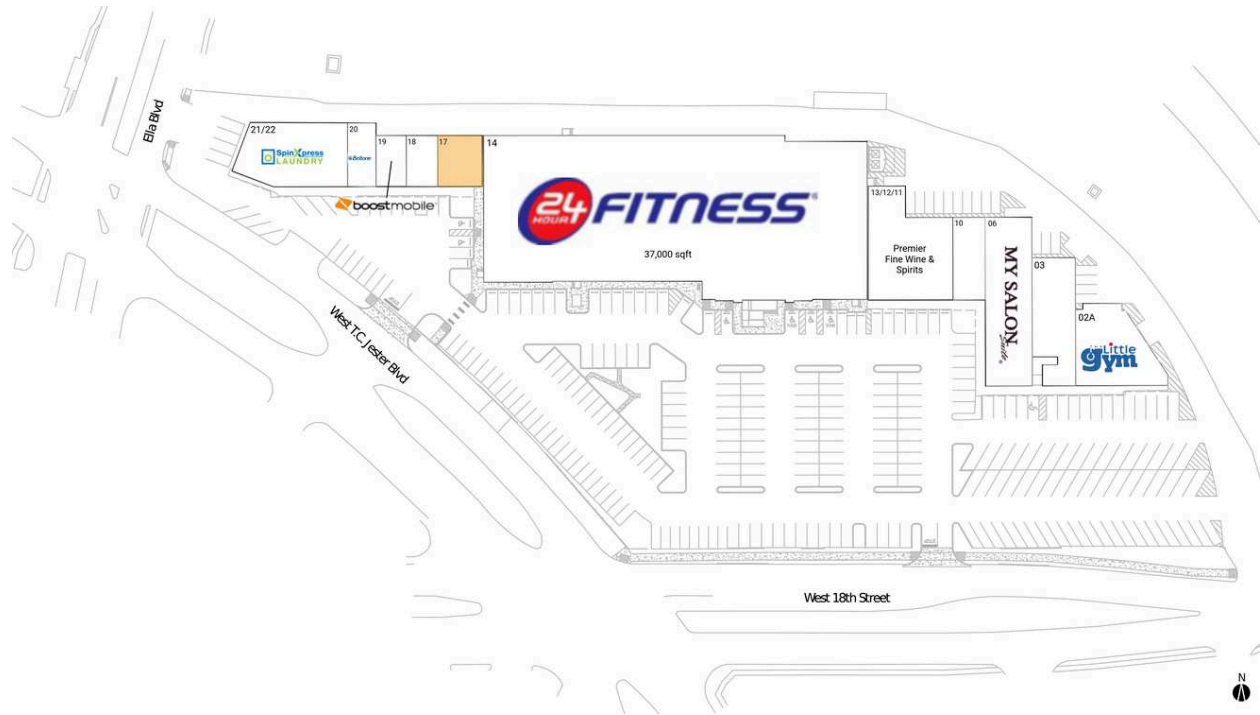 Ella Blvd
21/22
SpinXpress
LAUNDRY
20
19
18
17
boostmobile
14
24
HOUR
FITNESS
37,000 sqft
13/12/11
Premier
Fine Wine &
Spirits
10
06
MY SALON
Suite
03
02A
the Little
gym
West T.C. Jester Blvd
West 18th Street
N